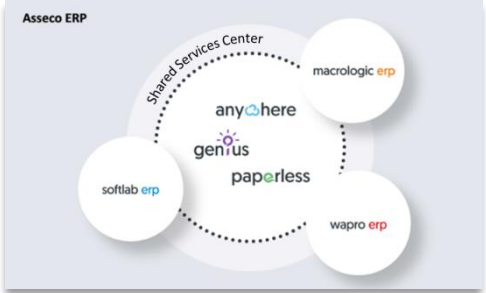 Asseco ERP
Shared Services Center
macrologic erp
anywhere
genius
paperless
softlab erp
wapro erp